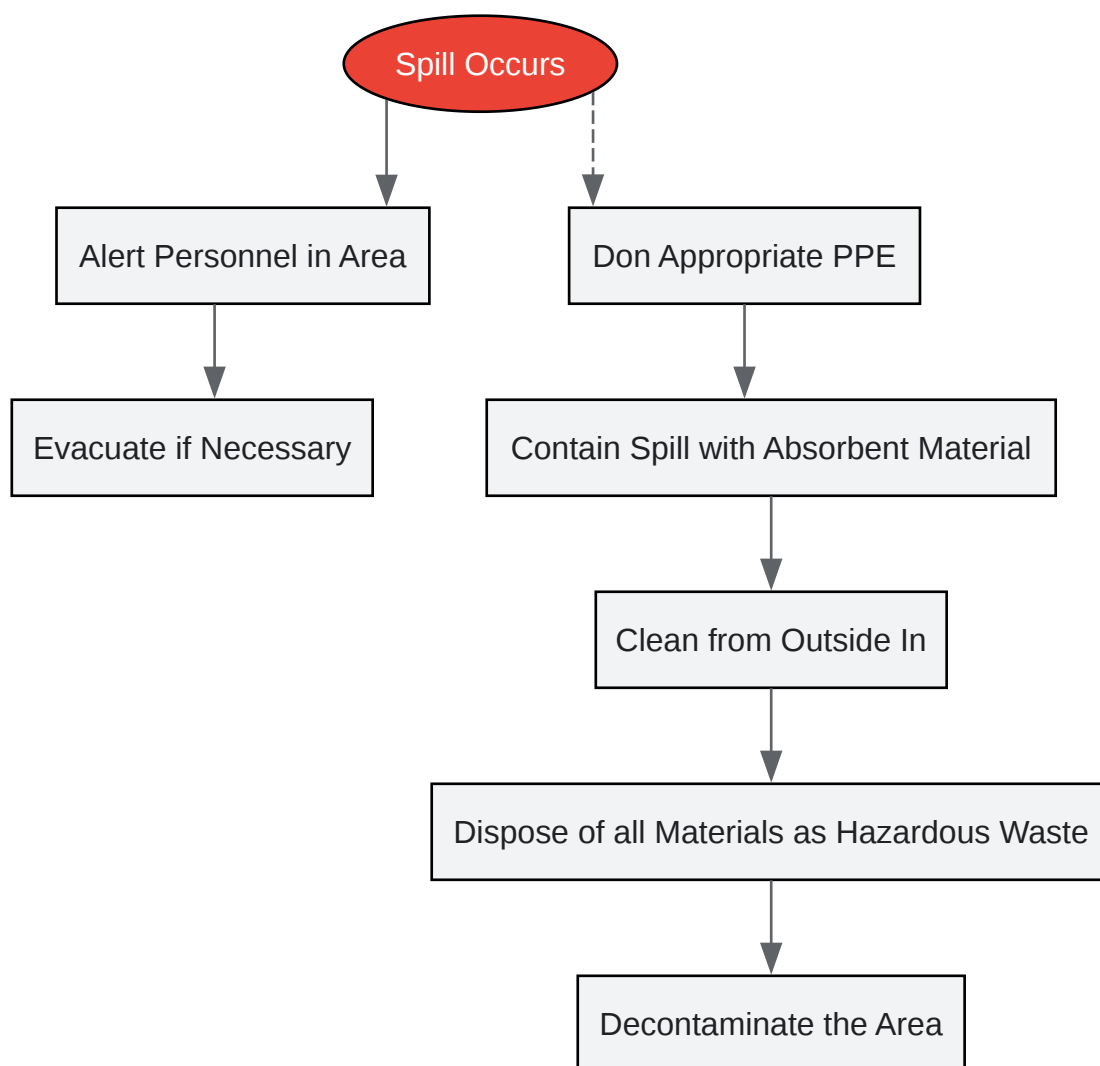 Spill Occurs
Alert Personnel in Area
Don Appropriate PPE
Evacuate if Necessary
Contain Spill with Absorbent Material
Clean from Outside In
Dispose of all Materials as Hazardous Waste
Decontaminate the Area